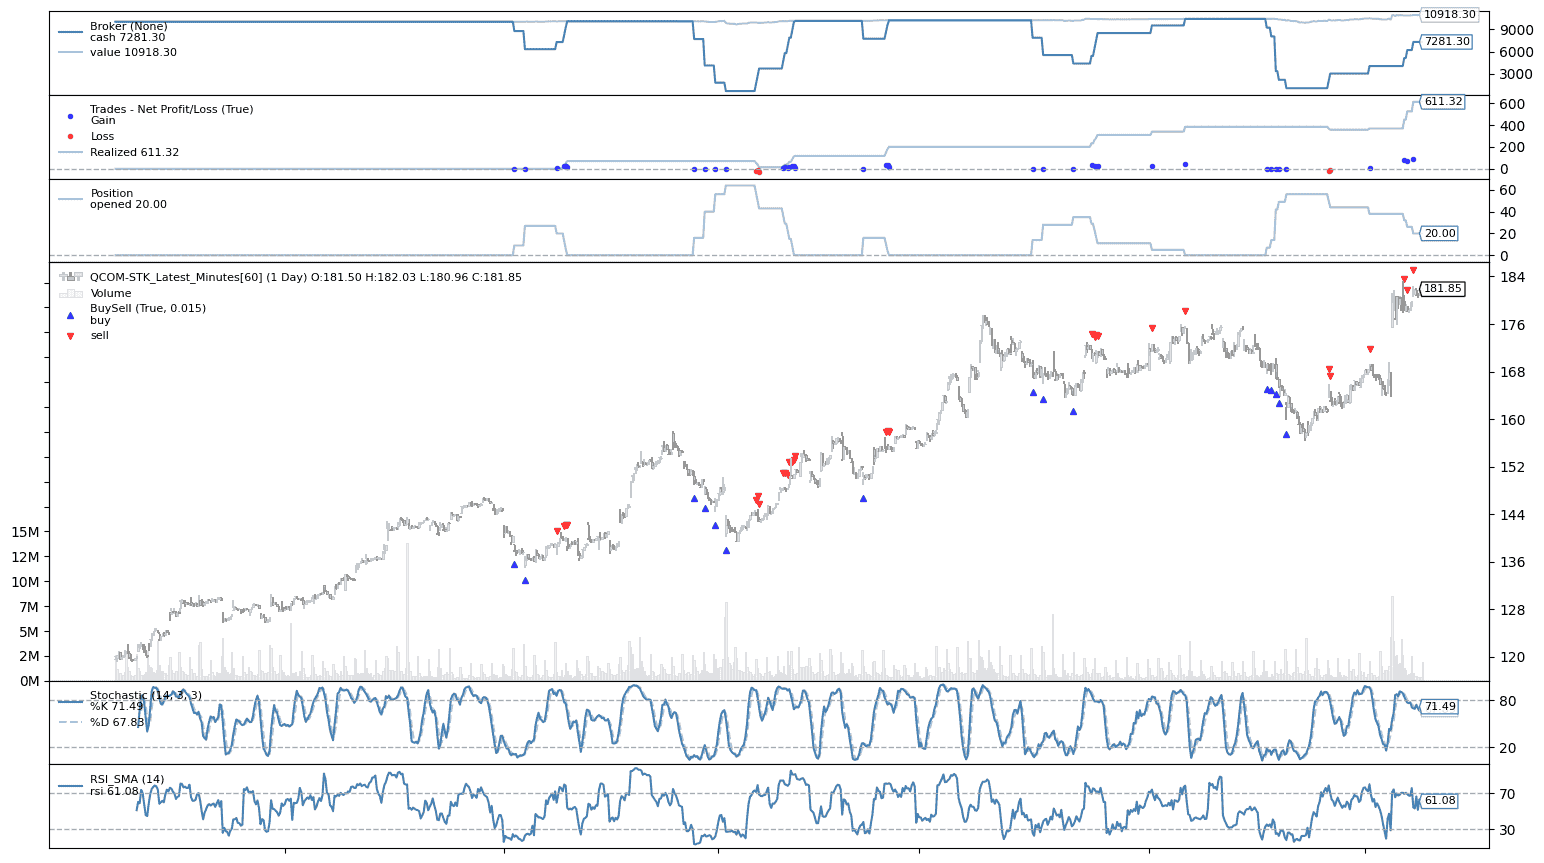 Broker (None)
cash 7281.30
value 10918.30
10918.30
9000
7281.30
6000
3000
Trades - Net Profit/Loss (True)
Gain
Loss
Realized 611.32
611.32
600
400
200
0
Position
opened 20.00
60
40
20.00
20
0
QCOM-STK_Latest_Minutes[60] (1 Day) O:181.50 H:182.03 L:180.96 C:181.85
Volume
BuySell (True, 0.015)
buy
sell
184
181.85
176
168
160
152
144
136
128
120
15M
12M
10M
7M
5M
2M
0M
Stochastic (14, 3, 3)
%K 71.49
%D 67.83
80
71.49
20
RSI_SMA (14)
rsi 61.08
70
61.08
30